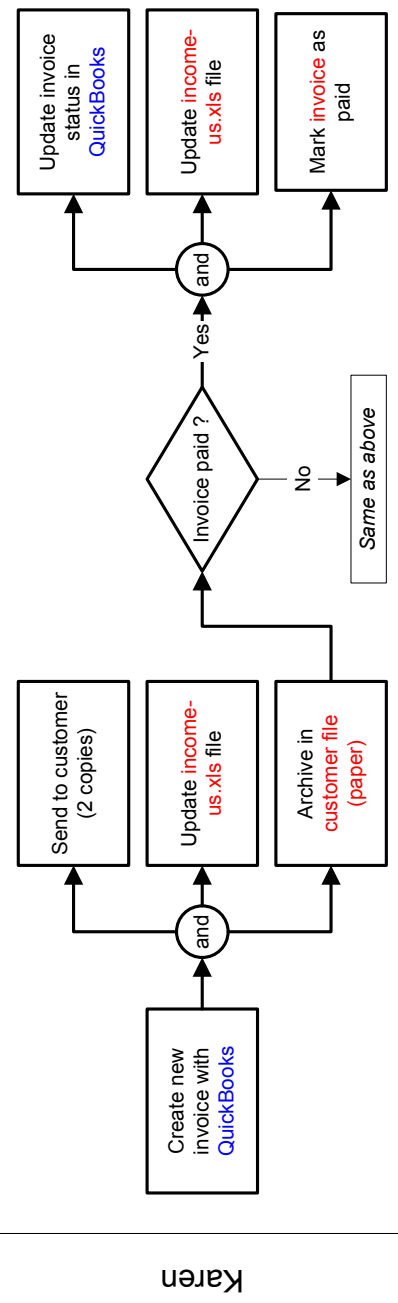 Karen
Create new
invoice with
QuickBooks
and
Send to customer
(2 copies)
Update income-
us.xls file
Archive in
customer file
(paper)
Invoice paid ?
No
Same as above
Yes
and
Update invoice
status in
QuickBooks
Update income-
us.xls file
Mark invoice as
paid